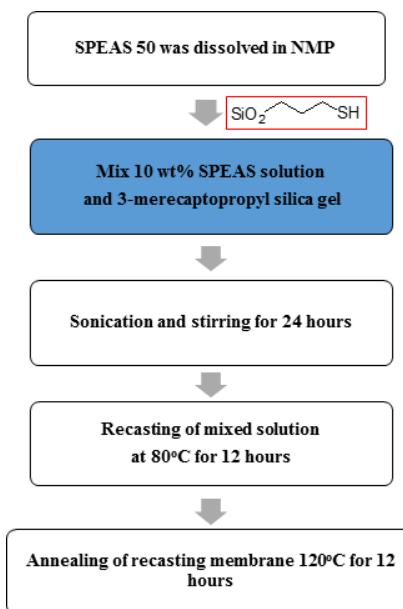 SPEAS 50 was dissolved in NMP
SiO2 SH
Mix 10 wt% SPEAS solution
and 3-merecaptopropyl silica gel
Sonication and stirring for 24 hours
Recasting of mixed solution
at 80oC for 12 hours
Annealing of recasting membrane 120oC for 12
hours